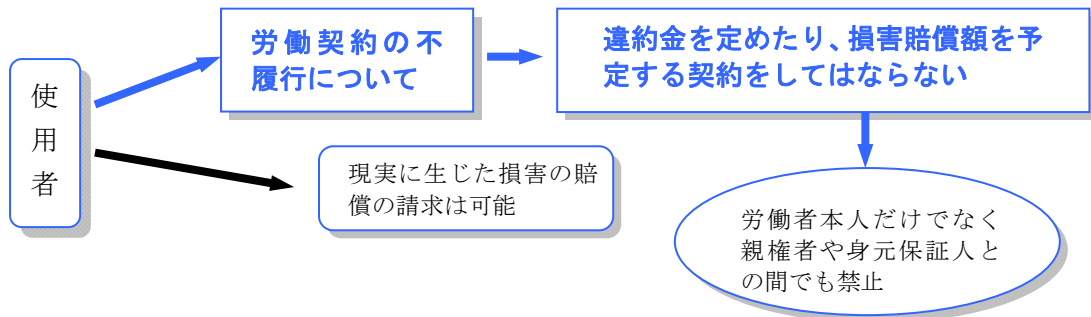 使用者
労働契約の不
履行について
違約金を定めたり、損害賠償額を予
定する契約をしてはならない
現実に生じた損害の賠
償の請求は可能
労働者本人だけでなく
親権者や身元保証人と
の間でも禁止